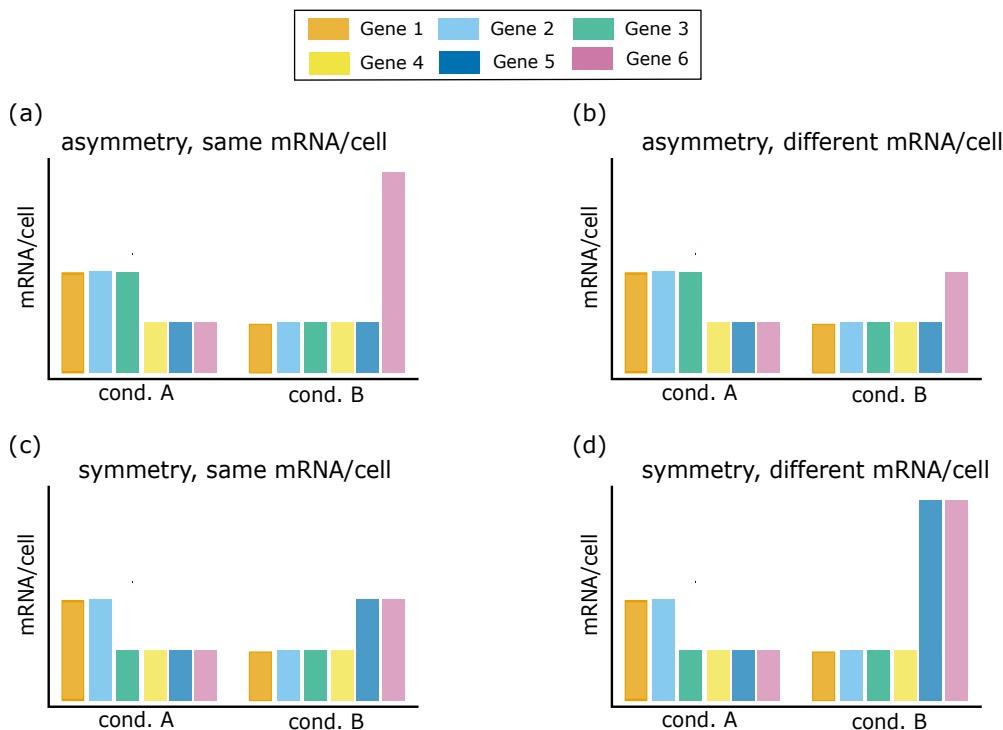 Gene 1 Gene 2 Gene 3
Gene 4 Gene 5 Gene 6
(a)
asymmetry, same mRNA/cell
mRNA/cell
cond. A cond. B
(b)
asymmetry, different mRNA/cell
mRNA/cell
cond. A cond. B
(c)
symmetry, same mRNA/cell
mRNA/cell
cond. A cond. B
(d)
symmetry, different mRNA/cell
mRNA/cell
cond. A cond. B